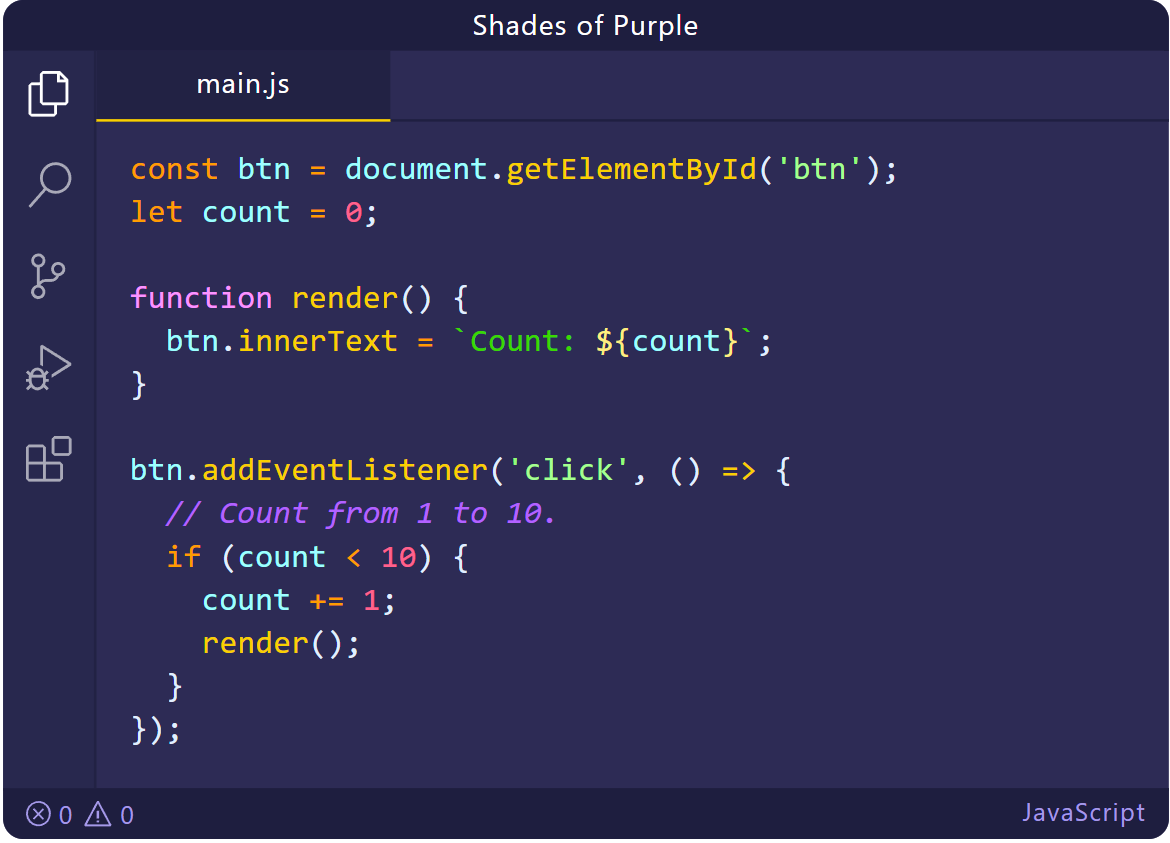 Shades of Purple
main.js
const btn = document.getElementById('btn');
let count = 0;

function render() {
  btn.innerText = `Count: ${count}`;
}

btn.addEventListener('click', () => {
  // Count from 1 to 10.
  if (count < 10) {
    count += 1;
    render();
  }
});
0 0 JavaScript